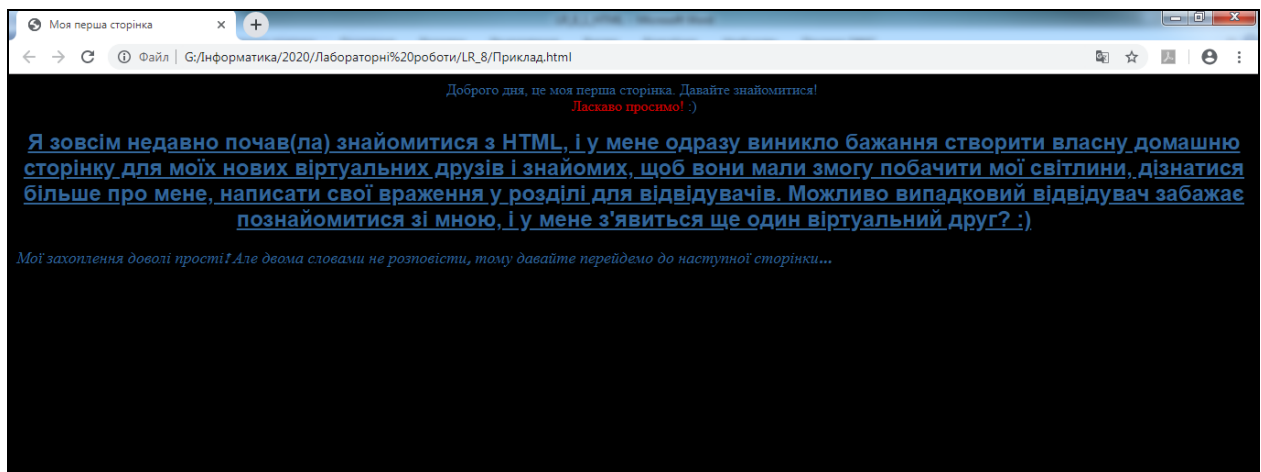 Моя перша сторінка
Файл
G:/Інформатика/2020/Лабораторні%20роботи/LR_8/Приклад.html
Доброго дня, це моя перша сторінка. Давайте знайомитися!
Ласкаво просимо! :)
Я зовсім недавно почав(ла) знайомитися з HTML, і у мене одразу виникло бажання створити власну домашню
сторінку для моїх нових віртуальних друзів і знайомих, щоб вони мали змогу побачити мої світлини, дізнатися
більше про мене, написати свої враження у розділі для відвідувачів. Можливо випадковий відвідувач забажає
познайомитися зі мною, і у мене з'явиться ще один віртуальний друг? :)
Мої захоплення доволі прості! Але двома словами не розповісти, тому давайте перейдемо до наступної сторінки...